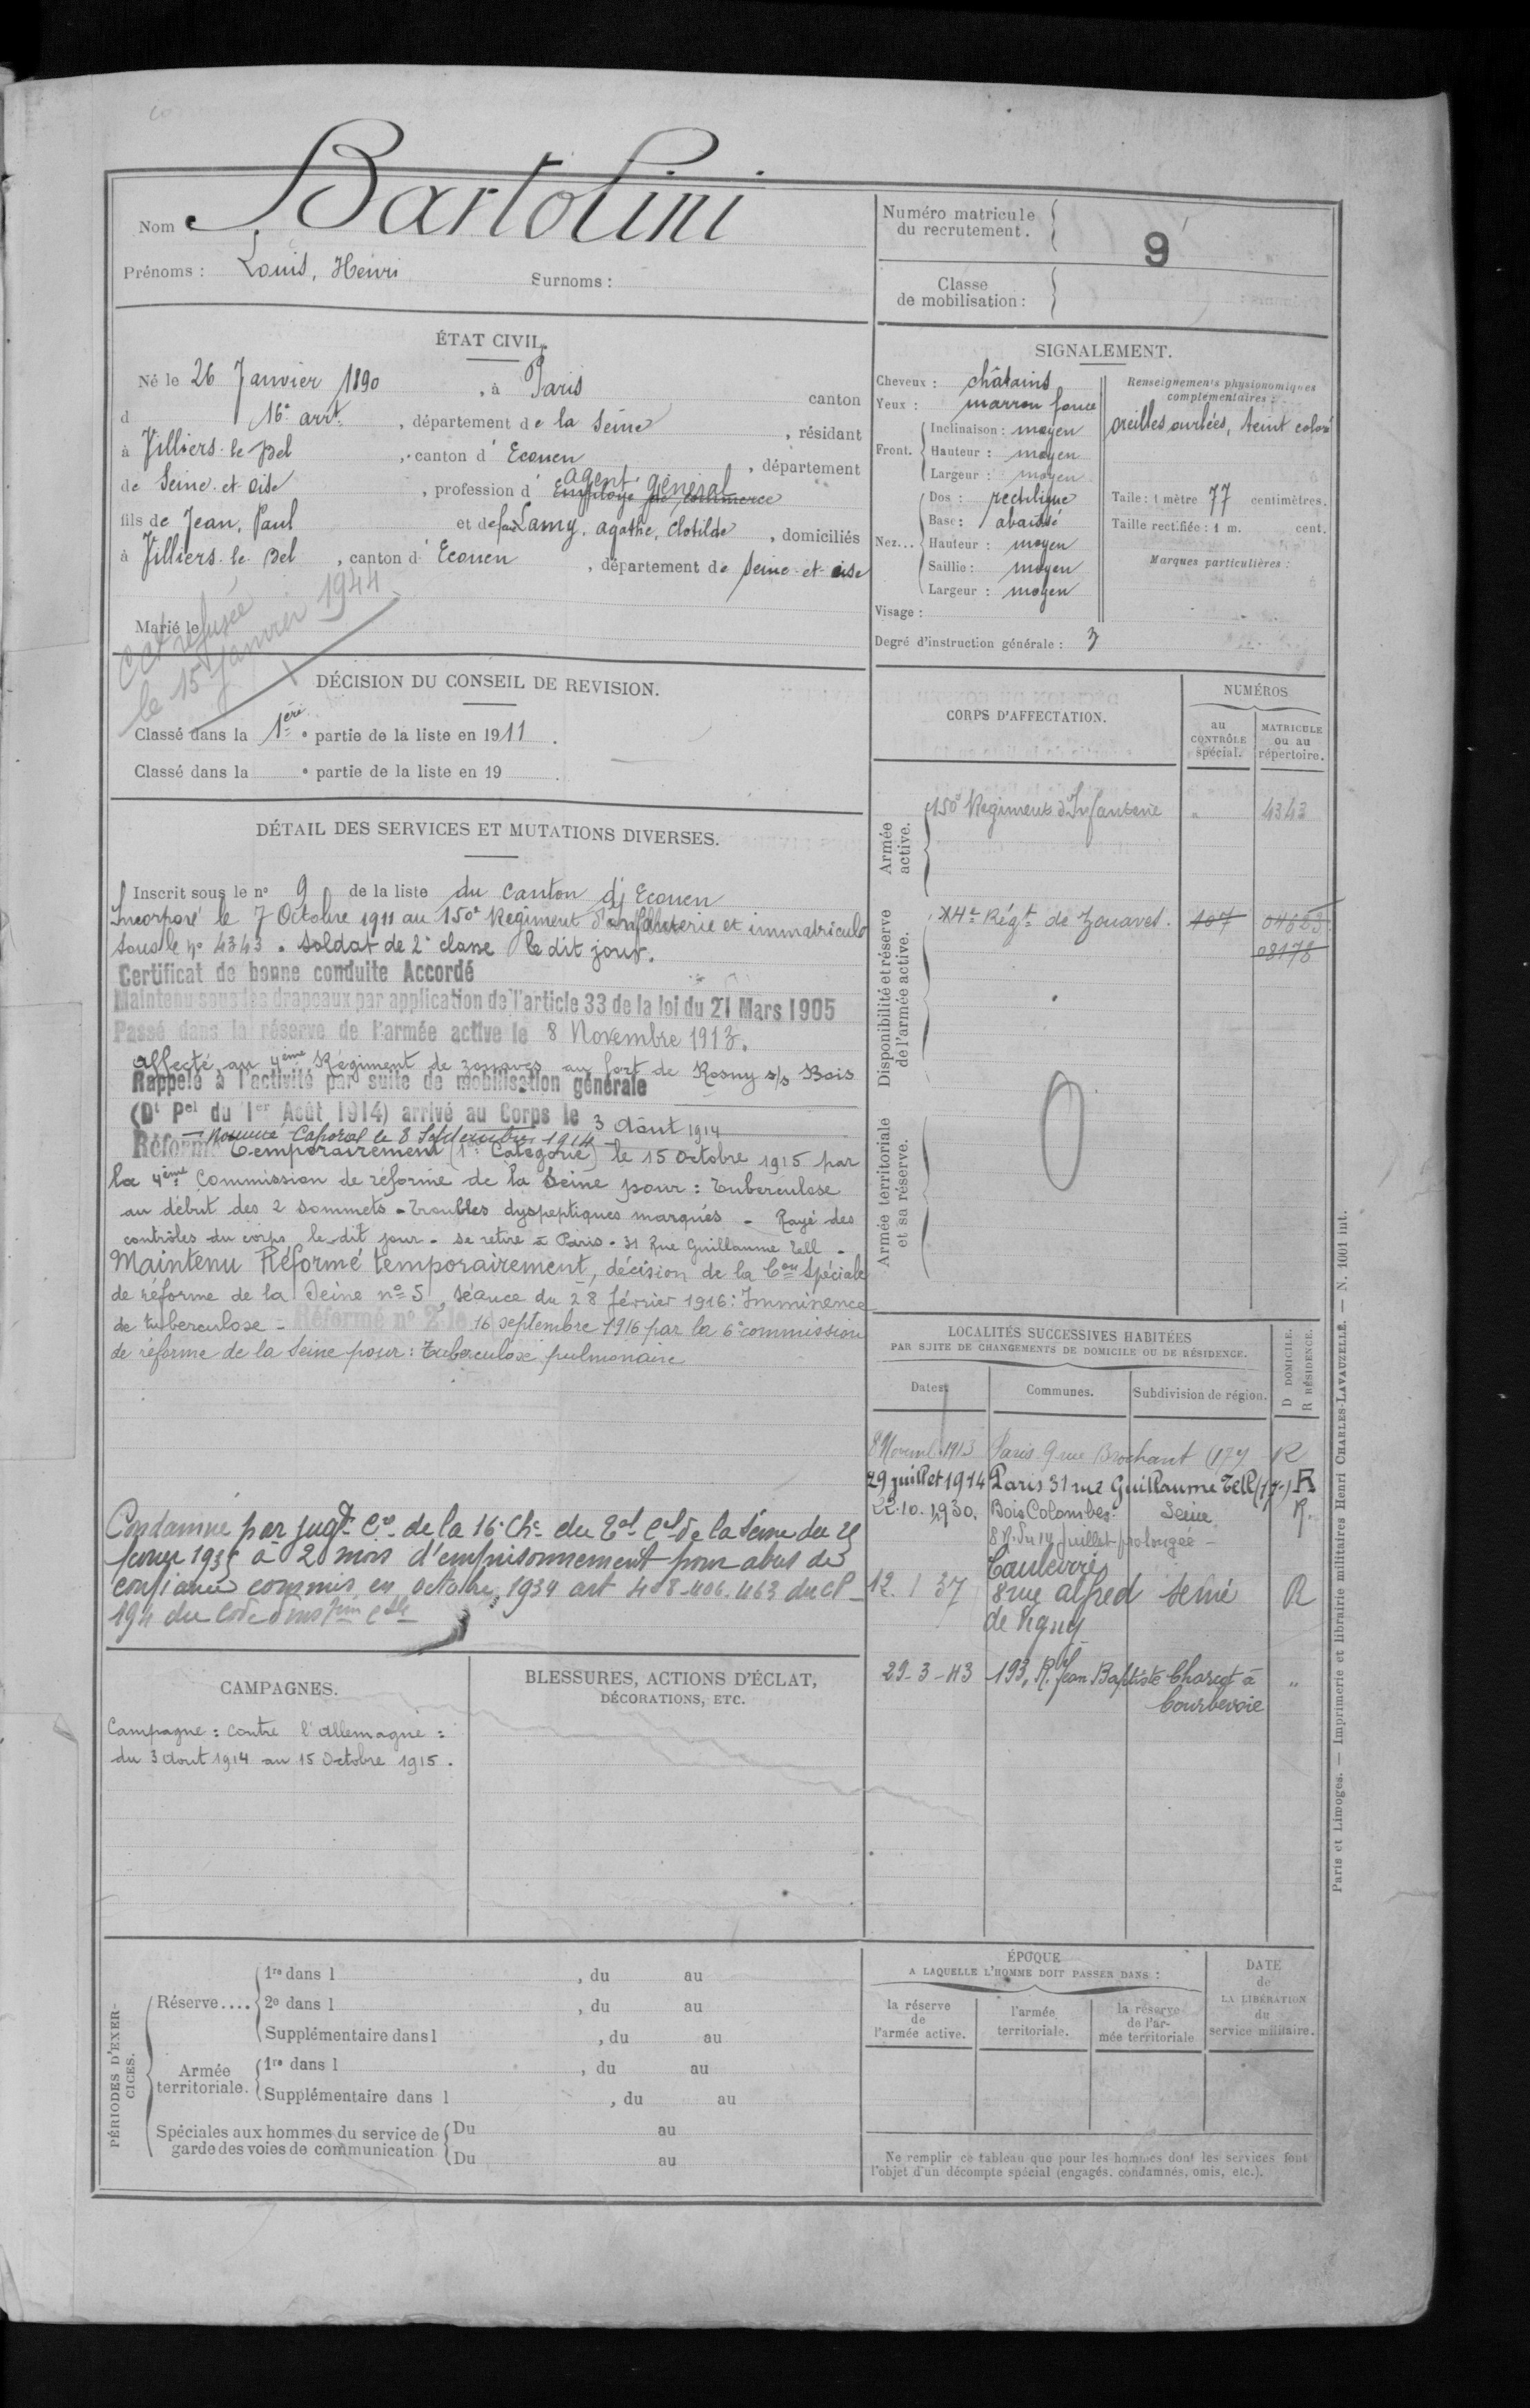 Nom Bartolini
Prénoms : Louis, Henri Surnoms :
Numéro matricule du recrutement. 9
Classe de mobilisation :
ÉTAT CIVIL.
Né le 26 Janvier 1890, à Paris canton
d 16e arrt, département de la Seine, résidant
à Villiers-le-Bel, canton d'Ecouen, département
agent général
de Seine-et-oise, profession d'Employé de commerce
fils de Jean, Paul et de feu Lamy, agathe, Clotilde, domiciliés
à Villiers-le-Bel, canton d'Ecouen, département de Seine-et-oise
Marié le
Cat refusée
le 15 janvier 1944
SIGNALEMENT.
Cheveux : châtains
Yeux : marron foncé
Front. Inclinaison : moyen
Hauteur : moyen
Largeur : moyen
Nez... Dos : rectiligne
Base : abaissé
Hauteur : moyen
Saillie : moyen
Largeur : moyen
Visage :
Renseignements physionomiques complémentaires :
oreilles ourlées, teint coloré
Taille : 1 mètre 77 centimètres.
Taille rectifiée : 1 m. cent.
Marques particulières :
Degré d'instruction générale : 3
DÉCISION DU CONSEIL DE REVISION.
Classé dans la 1ère partie de la liste en 1911.
Classé dans la e partie de la liste en 19 .
DÉTAIL DES SERVICES ET MUTATIONS DIVERSES.
Inscrit sous le no 9 de la liste du Canton d'Ecouen
Incorporé le 7 Octobre 1911 au 150e Régiment d'infanterie et immatriculé
sous le no 4343. Soldat de 2e classe le dit jour.
Certificat de bonne conduite Accordé
Maintenu sous les drapeaux par application de l'article 33 de la loi du 21 Mars 1905
Passé dans la réserve de l'armée active le 8 Novembre 1913.
affecté au 4ème Régiment de zouaves au fort de Rosny s/s Bois
Rappelé à l'activité par suite de mobilisation générale
(Dt Pel du 1er Août 1914) arrivé au Corps le 3 Août 1914
Nommé Caporal le 8 Septembre 1914
Réformé temporairement (1ère Catégorie) le 15 Octobre 1915 par
la 4ème Commission de réforme de la Seine pour : Tuberculose
au début des 2 sommets - Troubles dyspeptiques marqués - Rayé des
contrôles du corps le dit jour - se retire à Paris - 31 Rue Guillaume Tell -
Maintenu Réformé temporairement, décision de la Con Spéciale
de réforme de la Seine no 5, séance du 28 février 1916 : Imminence
de tuberculose - Réformé no 2 le 16 septembre 1916 par la 6e commission
de réforme de la Seine pour : Tuberculose pulmonaire
Condamné par jugt Ce de la 16e Che du Tal Cel de la Seine du 25
février 1935 à 2 mois d'emprisonnement pour abus de
confiance commis en octobre 1934 art 408-406-463 du CP
194 du Code d'instion Clle
CORPS D'AFFECTATION.
NUMÉROS
au CONTRÔLE spécial.
MATRICULE ou au répertoire.
Armée active.
150e Régiment d'Infanterie " 4343
Disponibilité et réserve de l'armée active.
4e Régt de Zouaves. 107 04853
08178
Armée territoriale et sa réserve.
LOCALITÉS SUCCESSIVES HABITÉES
PAR SUITE DE CHANGEMENTS DE DOMICILE OU DE RÉSIDENCE.
Dates. Communes. Subdivision de région. D DOMICILE. R RÉSIDENCE.
8 Novemb. 1913 Paris 9 rue Brochant (17e) R
29 juillet 1914 Paris 31 rue Guillaume Tell (17e) R
22.10.1930. Bois Colombes Seine R.
8 R. du 14 juillet prolongée -
12. 1 37 8 rue alfred de Vigny Seine R
29-3-43 193, R. Jean Baptiste Charcot à Courbevoie "
CAMPAGNES.
Campagne : contre l'Allemagne :
du 3 Aout 1914 au 15 Octobre 1915.
BLESSURES, ACTIONS D'ÉCLAT, DÉCORATIONS, ETC.
PÉRIODES D'EXERCICES.
Réserve.... 1re dans l , du au
2e dans l , du au
Supplémentaire dans l , du au
Armée territoriale. 1re dans l , du au
Supplémentaire dans l , du au
Spéciales aux hommes du service de garde des voies de communication Du au
Du au
ÉPOQUE
A LAQUELLE L'HOMME DOIT PASSER DANS :
la réserve de l'armée active.
l'armée territoriale.
la réserve de l'armée territoriale
DATE de LA LIBÉRATION du service militaire.
Ne remplir ce tableau que pour les hommes dont les services font
l'objet d'un décompte spécial (engagés, condamnés, omis, etc.).
Paris et Limoges. — Imprimerie et librairie militaires Henri CHARLES-LAVAUZELLE. — N. 1001 int.